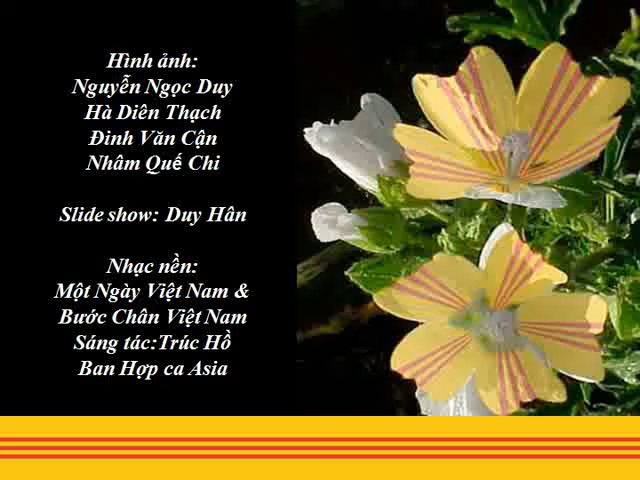 Hình ảnh:
Nguyễn Ngọc Duy
Hà Diên Thạch
Đinh Văn Cận
Nhâm Quế Chi
Slide show: Duy Hân
Nhạc nền:
Một Ngày Việt Nam &
Bước Chân Việt Nam
Sáng tác:Trúc Hồ
Ban Hợp ca Asia